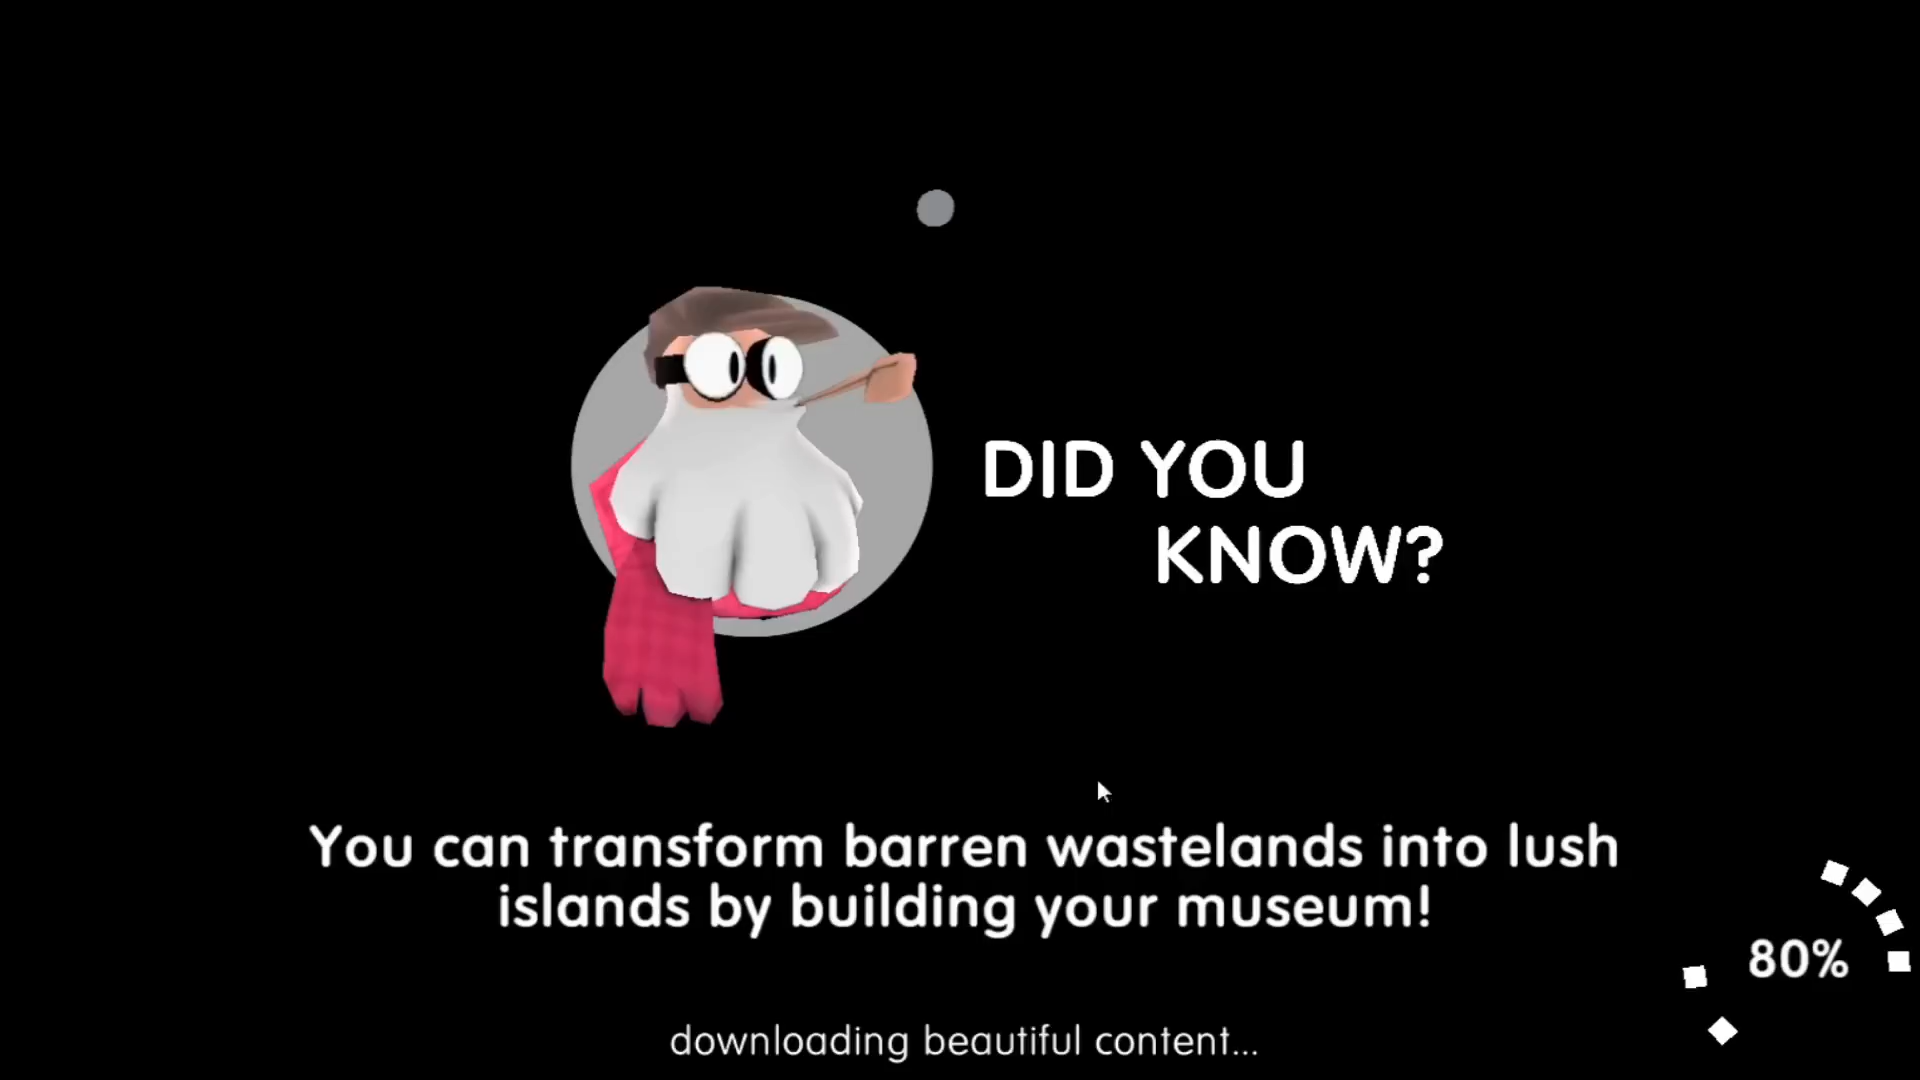 DID YOU
KNOW?
You can transform barren wastelands into lush
islands by building your museum!
80%
downloading beautiful content...